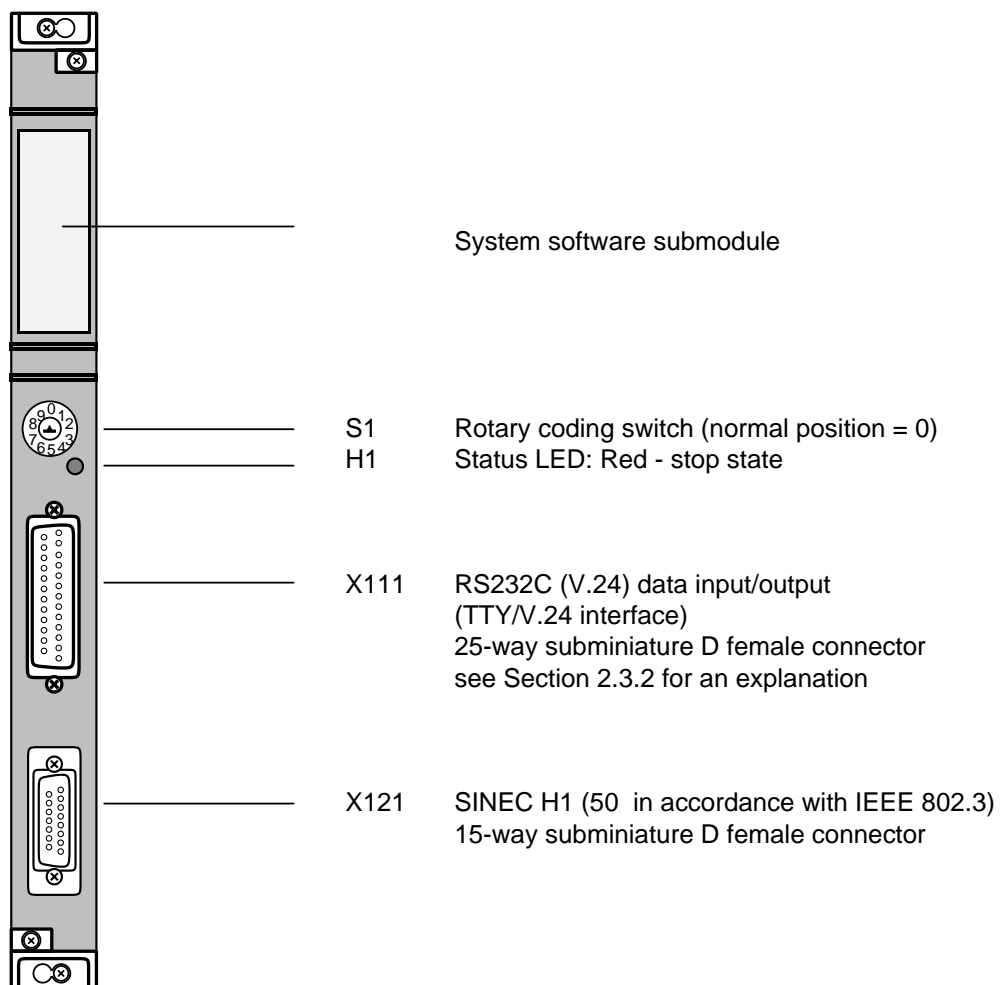 System software submodule
0 1 2 3 4 5 6 7 8 9
S1 Rotary coding switch (normal position = 0)
H1 Status LED: Red - stop state
X111 RS232C (V.24) data input/output
(TTY/V.24 interface)
25-way subminiature D female connector
see Section 2.3.2 for an explanation
X121 SINEC H1 (50 in accordance with IEEE 802.3)
15-way subminiature D female connector